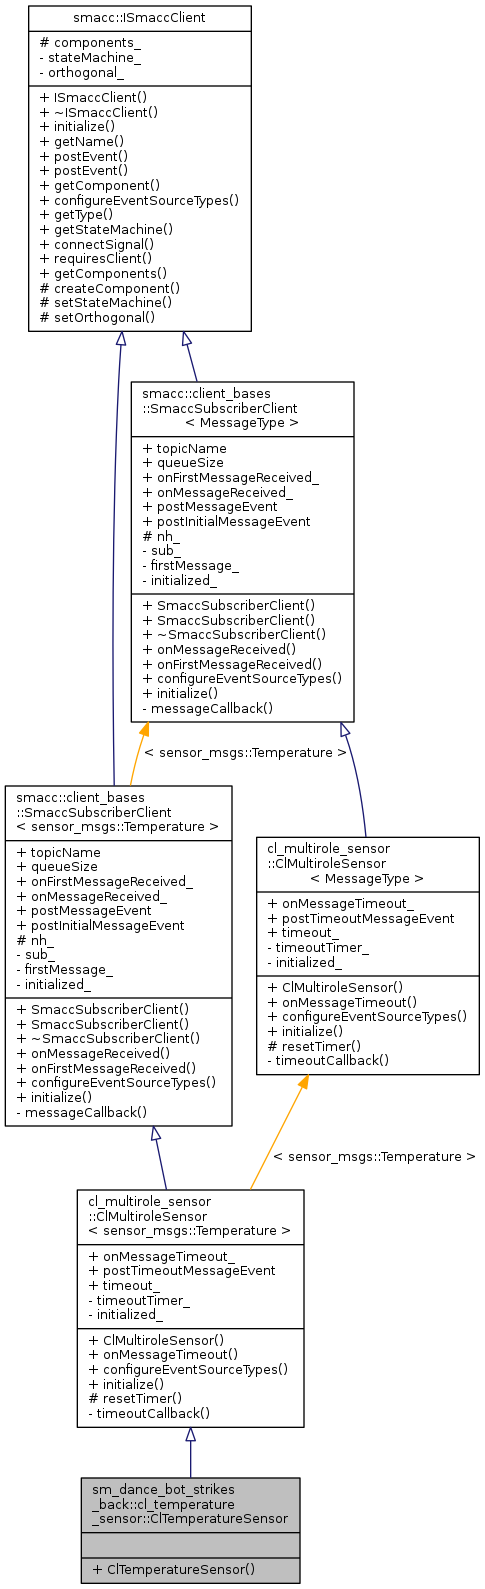 smacc::ISmaccClient
# components_
- stateMachine_
- orthogonal_
+ ISmaccClient()
+ ~ISmaccClient()
+ initialize()
+ getName()
+ postEvent()
+ postEvent()
+ getComponent()
+ configureEventSourceTypes()
+ getType()
+ getStateMachine()
+ connectSignal()
+ requiresClient()
+ getComponents()
# createComponent()
# setStateMachine()
# setOrthogonal()
smacc::client_bases
::SmaccSubscriberClient
< MessageType >
+ topicName
+ queueSize
+ onFirstMessageReceived_
+ onMessageReceived_
+ postMessageEvent
+ postInitialMessageEvent
# nh_
- sub_
- firstMessage_
- initialized_
+ SmaccSubscriberClient()
+ SmaccSubscriberClient()
+ ~SmaccSubscriberClient()
+ onMessageReceived()
+ onFirstMessageReceived()
+ configureEventSourceTypes()
+ initialize()
- messageCallback()
< sensor_msgs::Temperature >
smacc::client_bases
::SmaccSubscriberClient
< sensor_msgs::Temperature >
+ topicName
+ queueSize
+ onFirstMessageReceived_
+ onMessageReceived_
+ postMessageEvent
+ postInitialMessageEvent
# nh_
- sub_
- firstMessage_
- initialized_
+ SmaccSubscriberClient()
+ SmaccSubscriberClient()
+ ~SmaccSubscriberClient()
+ onMessageReceived()
+ onFirstMessageReceived()
+ configureEventSourceTypes()
+ initialize()
- messageCallback()
cl_multirole_sensor
::ClMultiroleSensor
< MessageType >
+ onMessageTimeout_
+ postTimeoutMessageEvent
+ timeout_
- timeoutTimer_
- initialized_
+ ClMultiroleSensor()
+ onMessageTimeout()
+ configureEventSourceTypes()
+ initialize()
# resetTimer()
- timeoutCallback()
< sensor_msgs::Temperature >
cl_multirole_sensor
::ClMultiroleSensor
< sensor_msgs::Temperature >
+ onMessageTimeout_
+ postTimeoutMessageEvent
+ timeout_
- timeoutTimer_
- initialized_
+ ClMultiroleSensor()
+ onMessageTimeout()
+ configureEventSourceTypes()
+ initialize()
# resetTimer()
- timeoutCallback()
sm_dance_bot_strikes
_back::cl_temperature
_sensor::ClTemperatureSensor
+ ClTemperatureSensor()